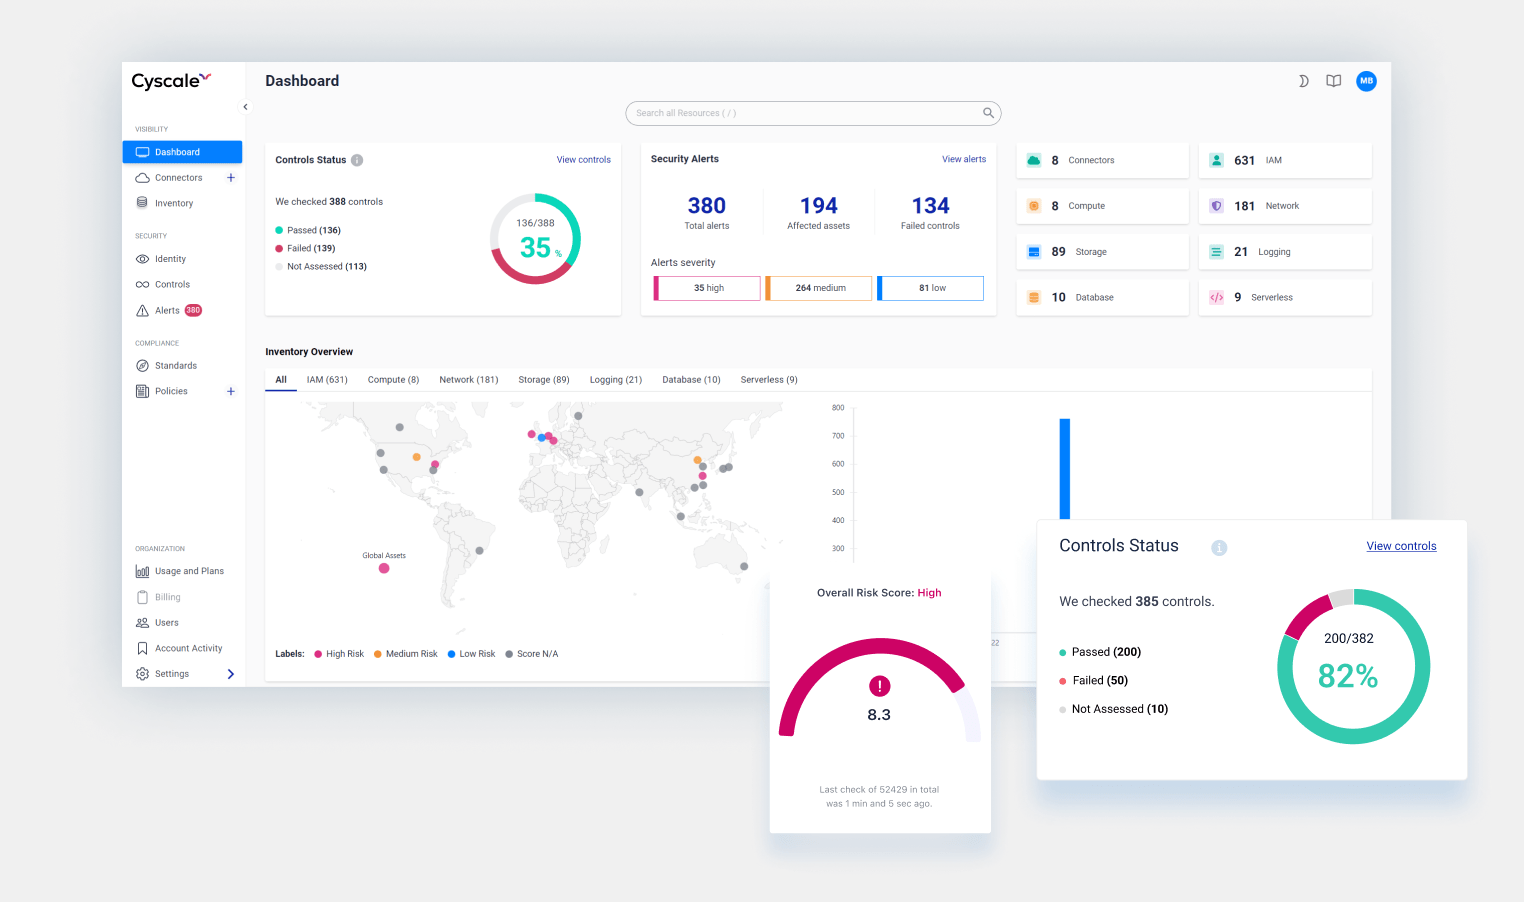 Cyscale
Dashboard
MB
Search all Resources ( / )
VISIBILITY
Dashboard
Connectors +
Inventory
SECURITY
Identity
Controls
Alerts 380
COMPLIANCE
Standards
Policies +
ORGANIZATION
Usage and Plans
Billing
Users
Account Activity
Settings
Controls Status
View controls
We checked 388 controls
Passed (136)
Failed (139)
Not Assessed (113)
136/388
35 %
Security Alerts
View alerts
380
Total alerts
194
Affected assets
134
Failed controls
Alerts severity
35 high
264 medium
81 low
8 Connectors
631 IAM
8 Compute
181 Network
89 Storage
21 Logging
10 Database
9 Serverless
Inventory Overview
All IAM (631) Compute (8) Network (181) Storage (89) Logging (21) Database (10) Serverless (9)
Global Assets
Labels: High Risk Medium Risk Low Risk Score N/A
800
700
600
500
400
300
22
Overall Risk Score: High
!
8.3
Last check of 52429 in total
was 1 min and 5 sec ago.
Controls Status
View controls
We checked 385 controls.
Passed (200)
Failed (50)
Not Assessed (10)
200/382
82%